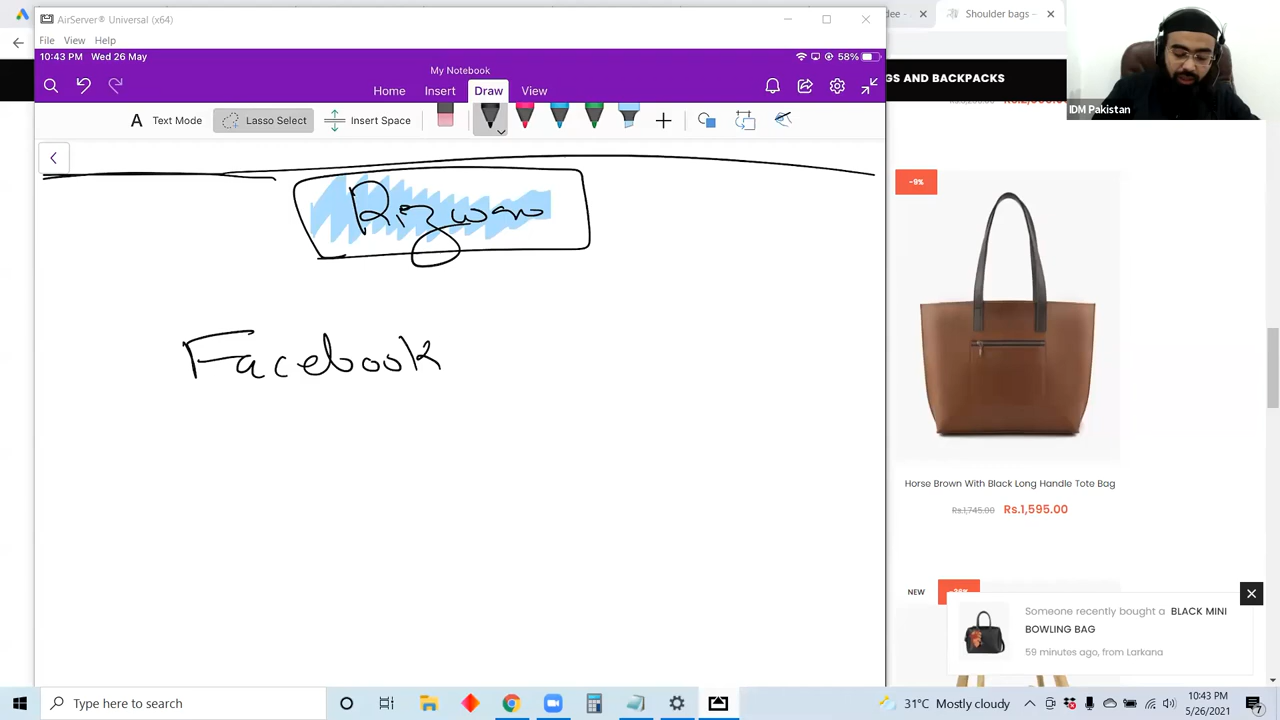 AirServer® Universal (x64)
dee
Shoulder bags –
File View Help
10:43 PM Wed 26 May
58%
My Notebook
GS AND BACKPACKS
Home Insert Draw View
IDM Pakistan
A Text Mode Lasso Select Insert Space
-9%
Rizwan
Facebook
Horse Brown With Black Long Handle Tote Bag
Rs.1,745.00 Rs.1,595.00
NEW
Someone recently bought a BLACK MINI
BOWLING BAG
59 minutes ago, from Larkana
Type here to search
31°C Mostly cloudy
10:43 PM
5/26/2021
7